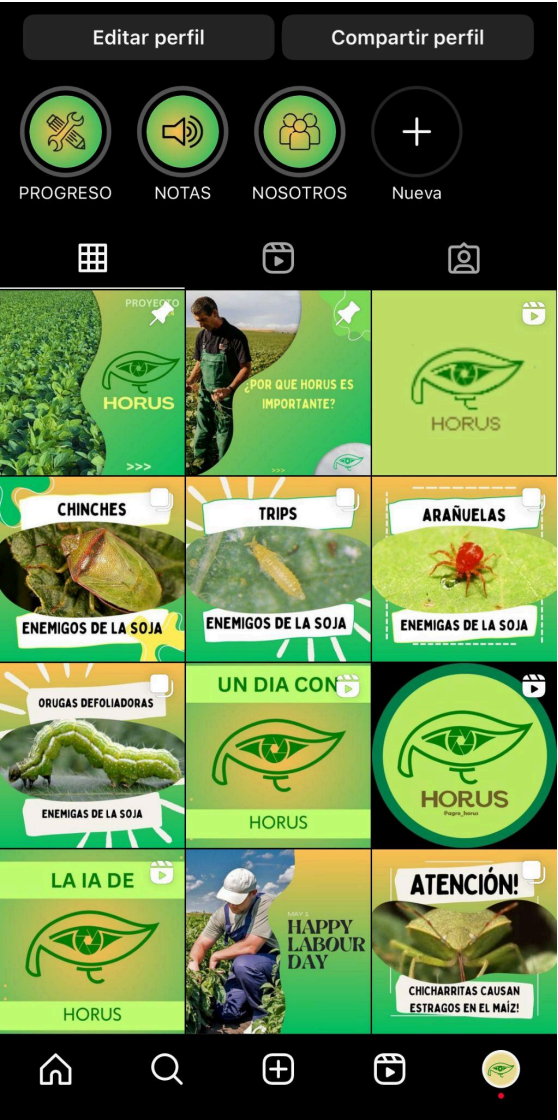 Editar perfil
Compartir perfil
PROGRESO
NOTAS
NOSOTROS
Nueva
PROYECTO
HORUS
>>>
¿POR QUE HORUS ES
IMPORTANTE?
>>>
HORUS
CHINCHES
ENEMIGOS DE LA SOJA
TRIPS
ENEMIGOS DE LA SOJA
ARAÑUELAS
ENEMIGAS DE LA SOJA
ORUGAS DEFOLIADORAS
ENEMIGAS DE LA SOJA
UN DIA CON
HORUS
HORUS
@agro_horus
LA IA DE
HORUS
MAY 1
HAPPY
LABOUR
DAY
ATENCIÓN!
CHICHARRITAS CAUSAN
ESTRAGOS EN EL MAÍZ!